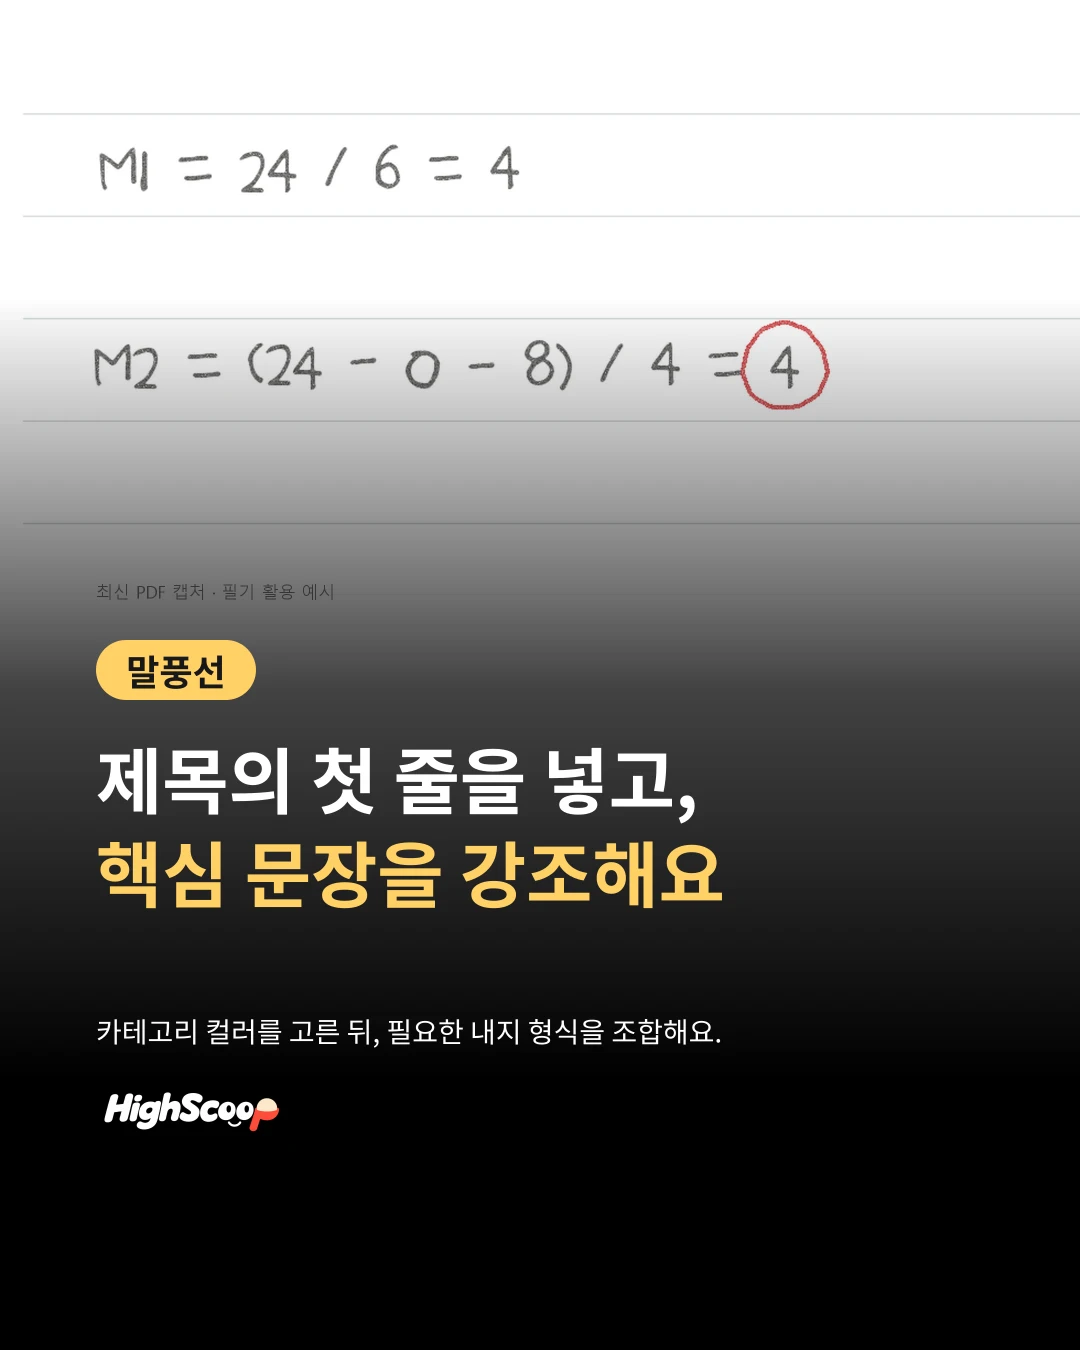 M1 = 24 / 6 = 4
M2 = (24 - 0 - 8) / 4 = 4
최신 PDF 캡처 · 필기 활용 예시
말풍선
제목의 첫 줄을 넣고,
핵심 문장을 강조해요
카테고리 컬러를 고른 뒤, 필요한 내지 형식을 조합해요.
HighScoop